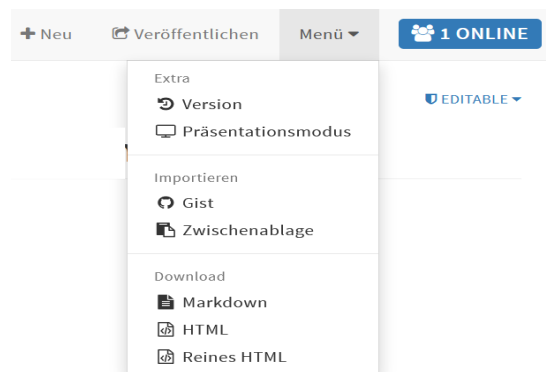 Neu Veröffentlichen Menü 1 ONLINE
Extra
Version
EDITABLE
Präsentationsmodus
Importieren
Gist
Zwischenablage
Download
Markdown
HTML
Reines HTML